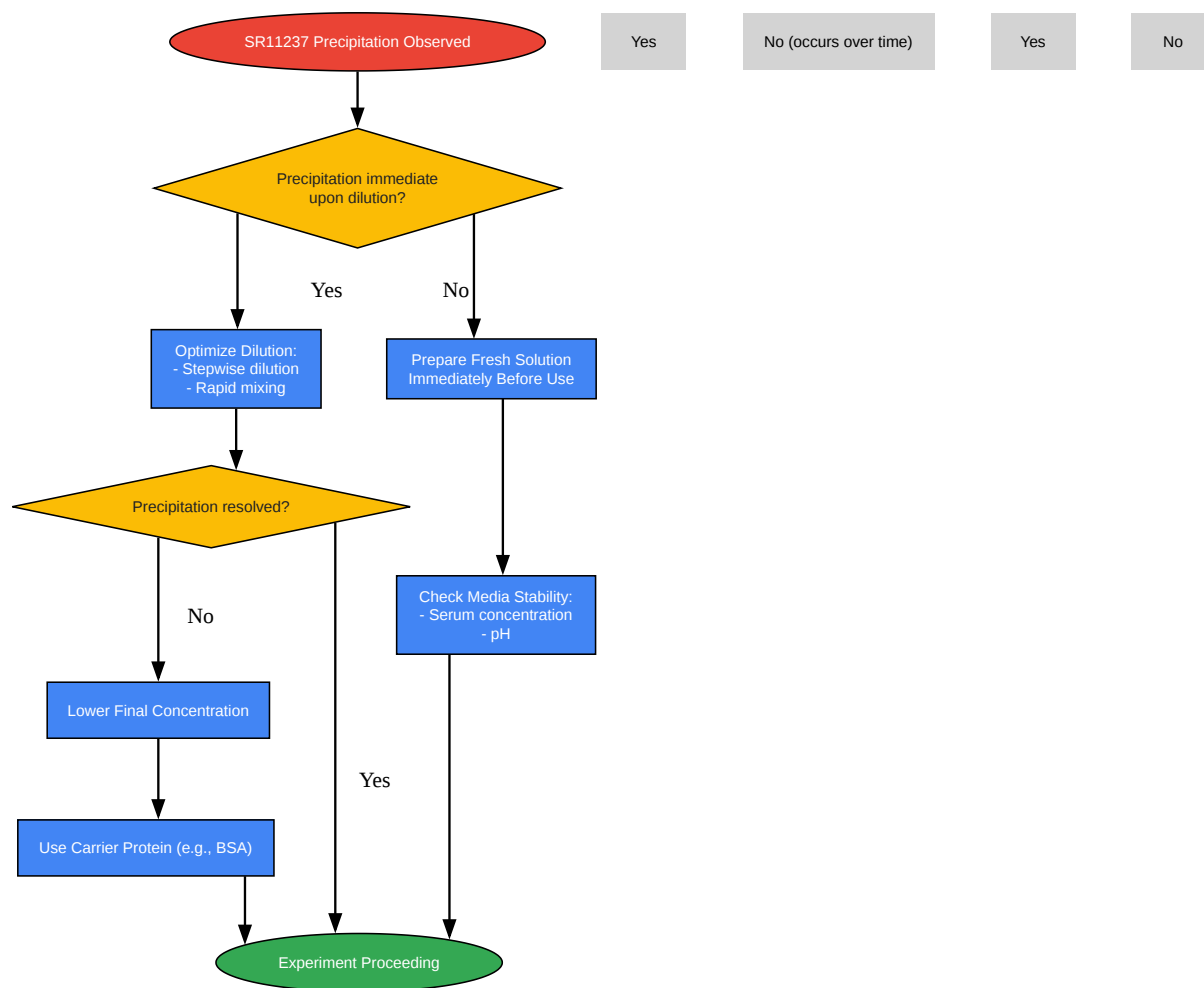 SR11237 Precipitation Observed
Yes
No (occurs over time)
Yes
No
Precipitation immediate
upon dilution?
Yes
No
Optimize Dilution:
- Stepwise dilution
- Rapid mixing
Prepare Fresh Solution
Immediately Before Use
Precipitation resolved?
Check Media Stability:
- Serum concentration
- pH
No
Lower Final Concentration
Yes
Use Carrier Protein (e.g., BSA)
Experiment Proceeding